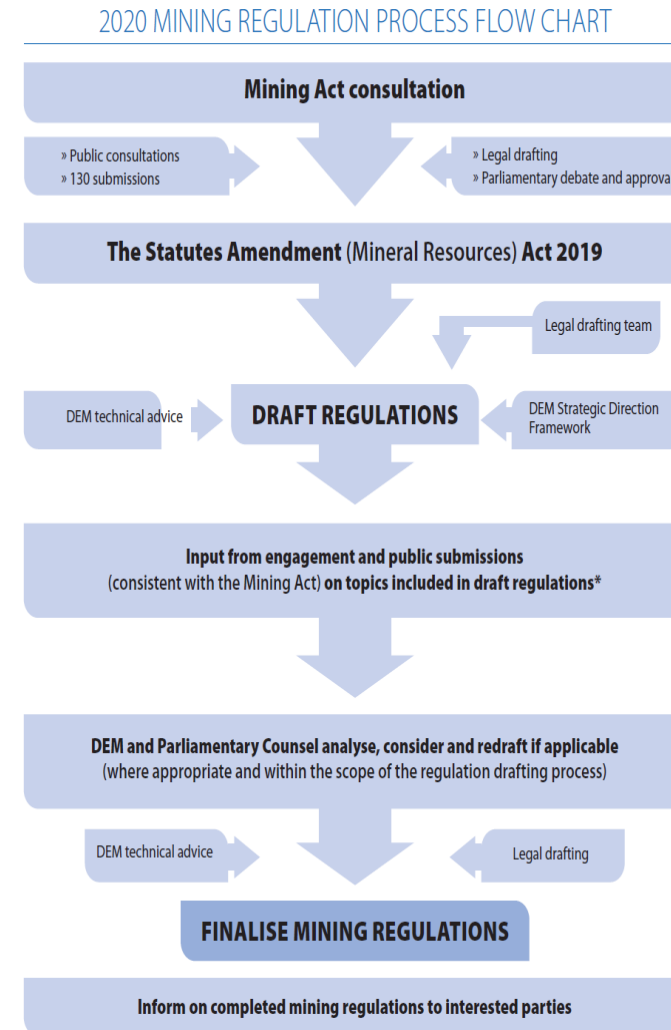 2020 MINING REGULATION PROCESS FLOW CHART
Mining Act consultation
» Public consultations
» 130 submissions
» Legal drafting
» Parliamentary debate and approva
The Statutes Amendment (Mineral Resources) Act 2019
Legal drafting team
DEM technical advice
DRAFT REGULATIONS
DEM Strategic Direction
Framework
Input from engagement and public submissions
(consistent with the Mining Act) on topics included in draft regulations*
DEM and Parliamentary Counsel analyse, consider and redraft if applicable
(where appropriate and within the scope of the regulation drafting process)
DEM technical advice
Legal drafting
FINALISE MINING REGULATIONS
Inform on completed mining regulations to interested parties